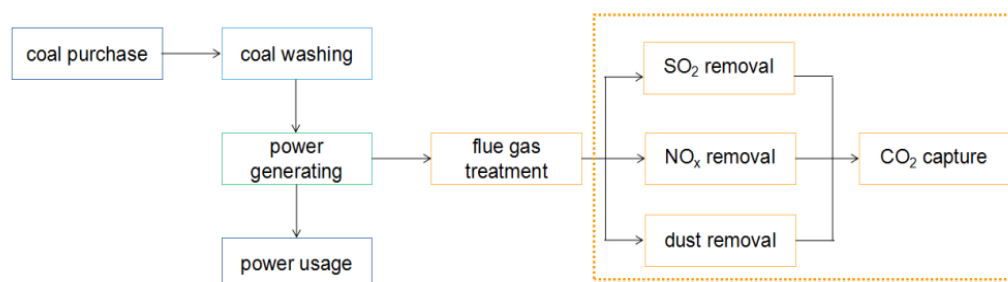 coal purchase
coal washing
power
generating
power usage
flue gas
treatment
SO₂ removal
NOₓ removal
dust removal
CO₂ capture